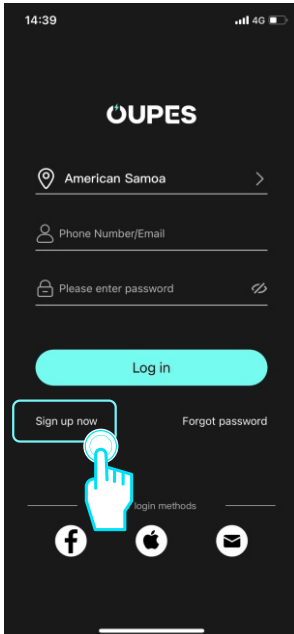 14:39 4G
OUPES
American Samoa
Phone Number/Email
Please enter password
Log in
Sign up now Forgot password
login methods